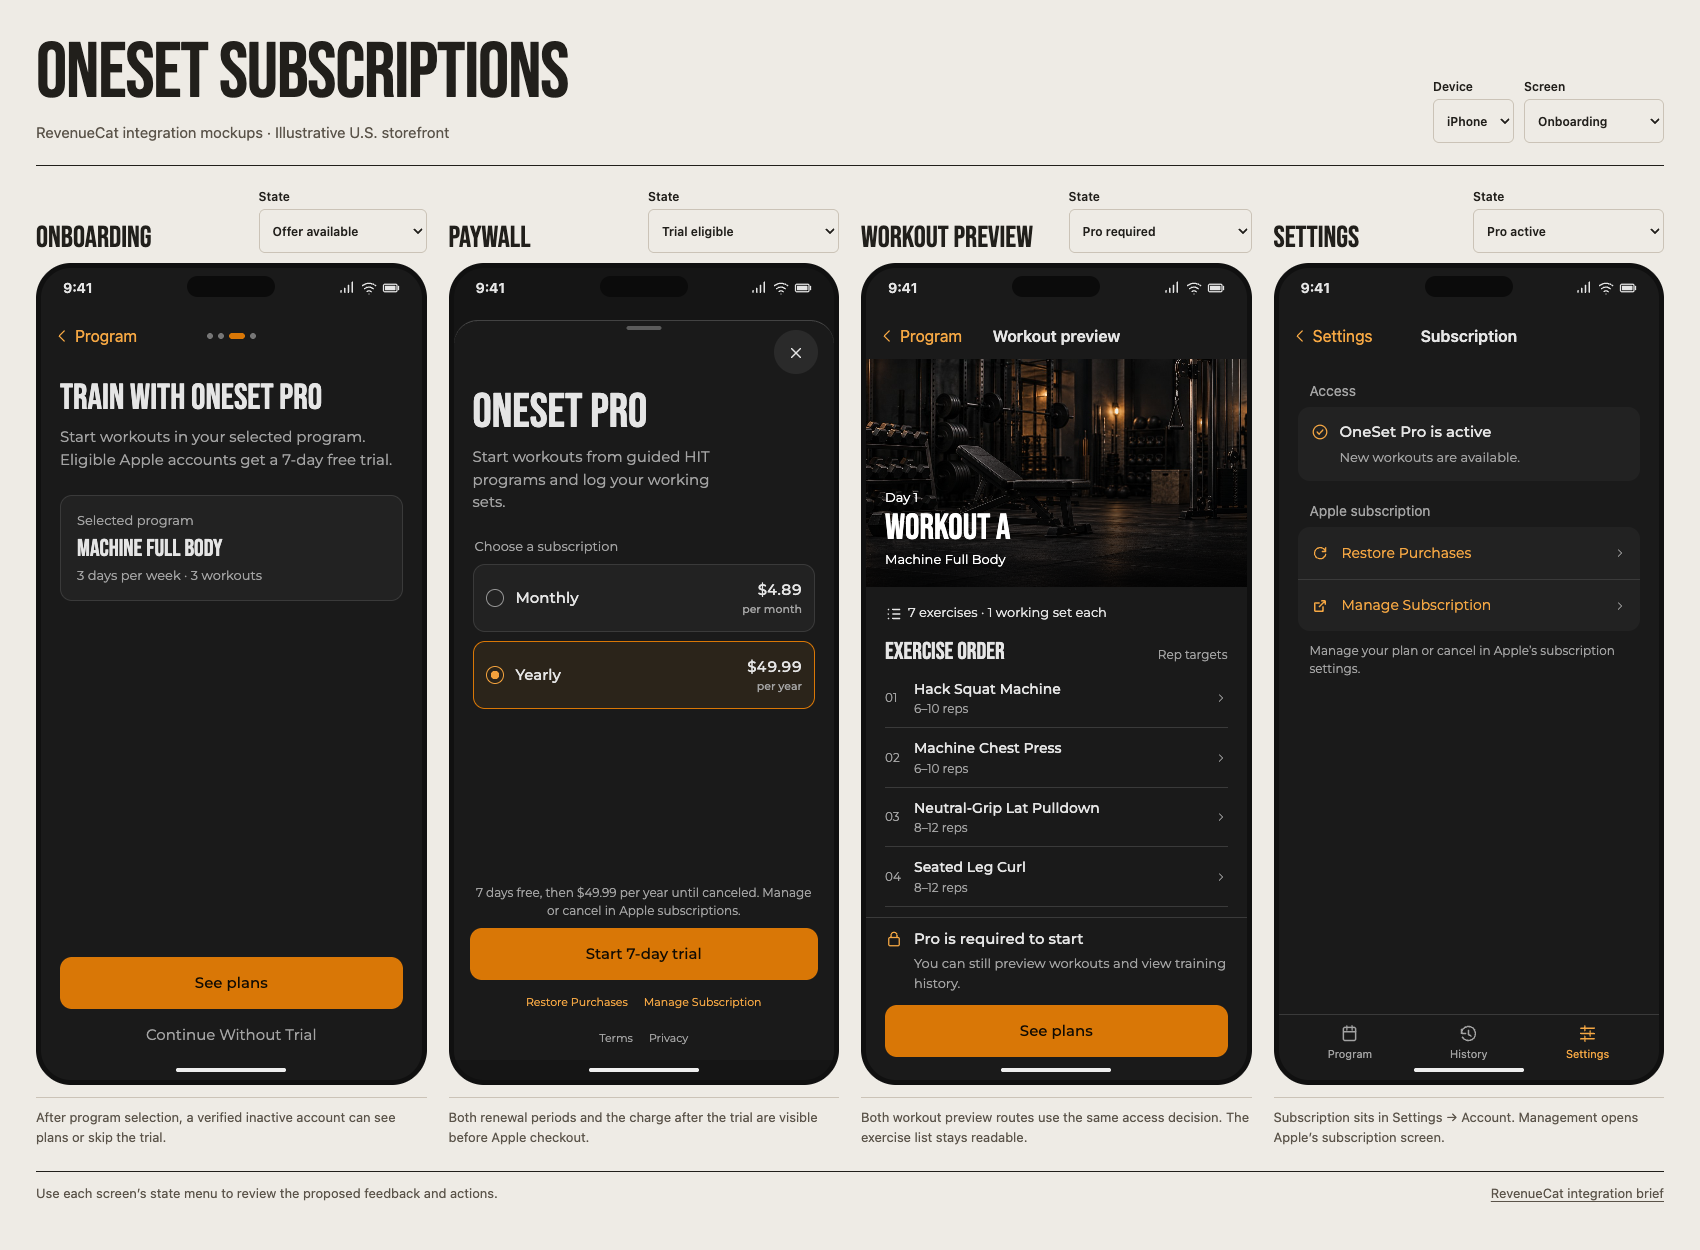 ONESET SUBSCRIPTIONS
RevenueCat integration mockups · Illustrative U.S. storefront
Device
iPhone
Screen
Onboarding
ONBOARDING
State
Offer available
9:41
Program
TRAIN WITH ONESET PRO
Start workouts in your selected program.
Eligible Apple accounts get a 7-day free trial.
Selected program
MACHINE FULL BODY
3 days per week · 3 workouts
See plans
Continue Without Trial
After program selection, a verified inactive account can see
plans or skip the trial.
PAYWALL
State
Trial eligible
9:41
ONESET PRO
Start workouts from guided HIT
programs and log your working
sets.
Choose a subscription
Monthly
$4.89
per month
Yearly
$49.99
per year
7 days free, then $49.99 per year until canceled. Manage
or cancel in Apple subscriptions.
Start 7-day trial
Restore Purchases Manage Subscription
Terms Privacy
Both renewal periods and the charge after the trial are visible
before Apple checkout.
WORKOUT PREVIEW
State
Pro required
9:41
Program Workout preview
Day 1
WORKOUT A
Machine Full Body
7 exercises · 1 working set each
EXERCISE ORDER Rep targets
01 Hack Squat Machine
6–10 reps
02 Machine Chest Press
6–10 reps
03 Neutral-Grip Lat Pulldown
8–12 reps
04 Seated Leg Curl
8–12 reps
Pro is required to start
You can still preview workouts and view training
history.
See plans
Both workout preview routes use the same access decision. The
exercise list stays readable.
SETTINGS
State
Pro active
9:41
Settings Subscription
Access
OneSet Pro is active
New workouts are available.
Apple subscription
Restore Purchases
Manage Subscription
Manage your plan or cancel in Apple's subscription
settings.
Program History Settings
Subscription sits in Settings → Account. Management opens
Apple's subscription screen.
Use each screen's state menu to review the proposed feedback and actions.
RevenueCat integration brief